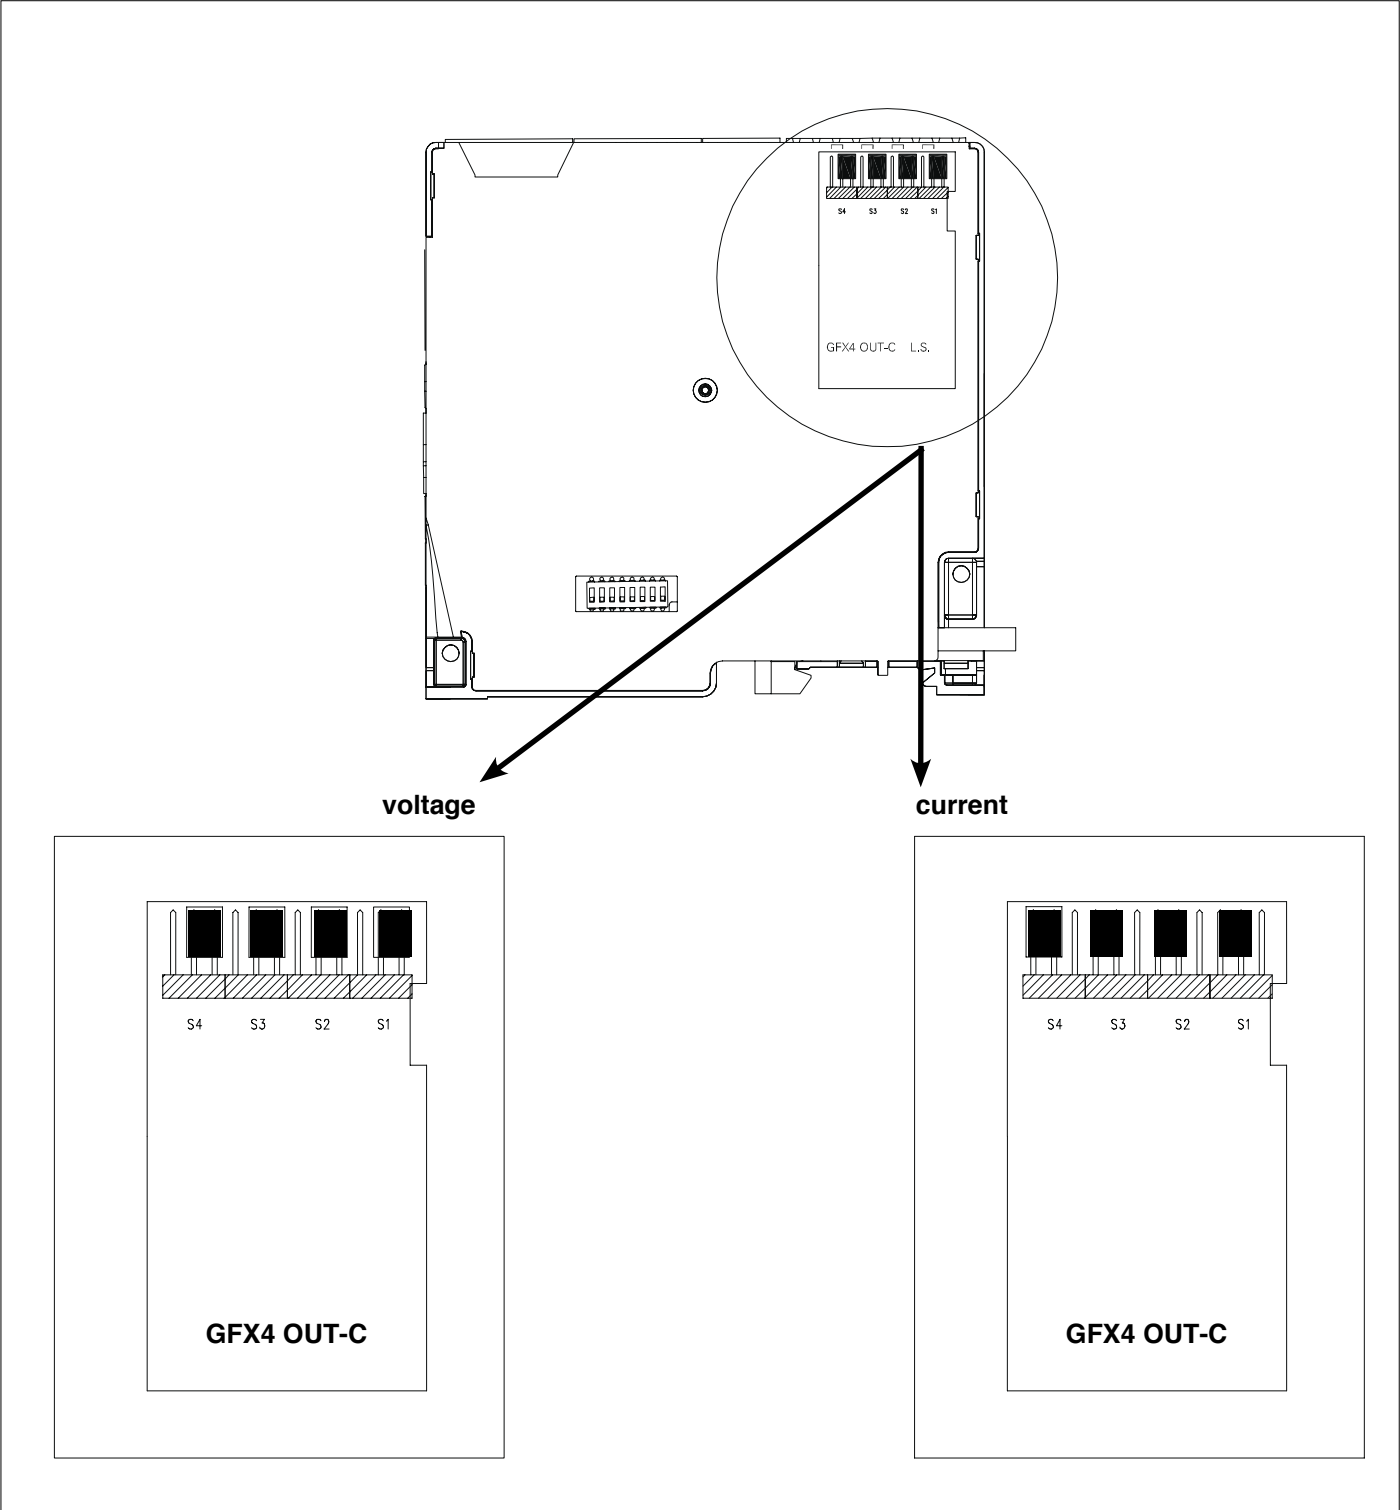 S4 S3 S2 S1
GFX4 OUT-C L.S.
voltage
current
S4 S3 S2 S1
GFX4 OUT-C
S4 S3 S2 S1
GFX4 OUT-C